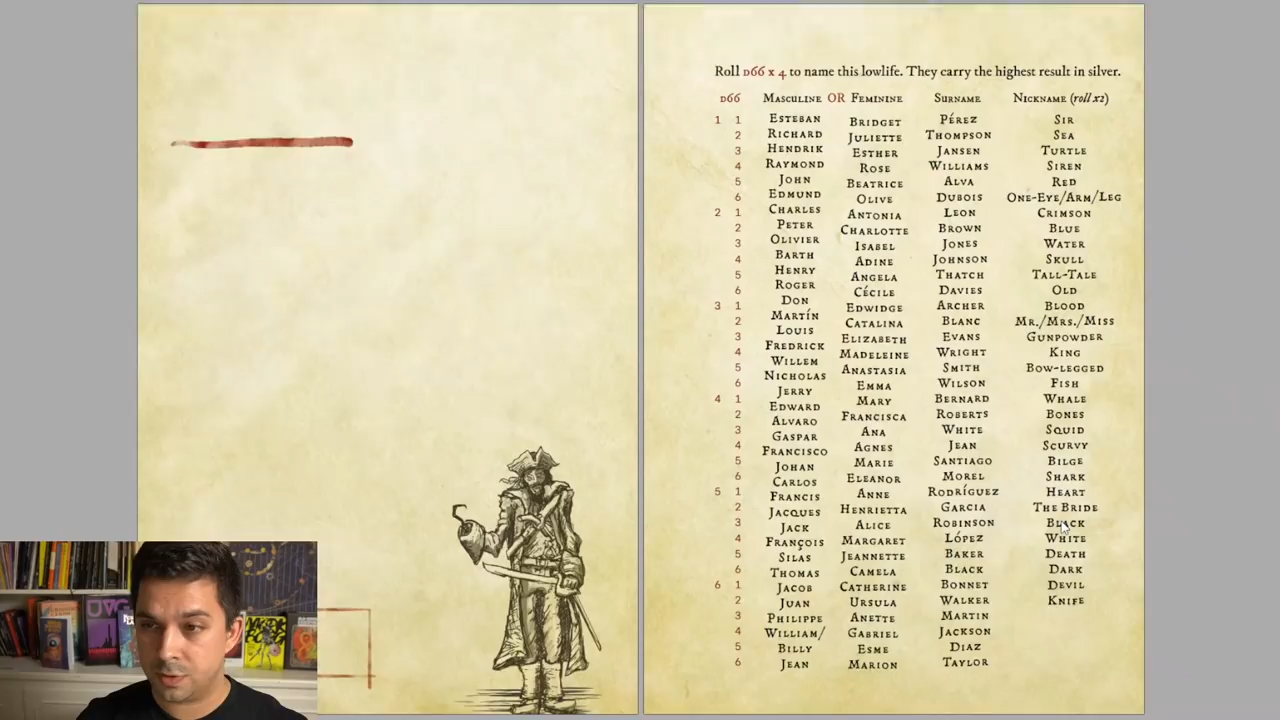 Roll D66 x 4 to name this lowlife. They carry the highest result in silver.
D66 Masculine OR Feminine Surname Nickname (roll x2)
1 1 Esteban Bridget Pérez Sir
2 Richard Juliette Thompson Sea
3 Hendrik Esther Jansen Turtle
4 Raymond Rose Williams Siren
5 John Beatrice Alva Red
6 Edmund Olive Dubois One-Eye/Arm/Leg
2 1 Charles Antonia Leon Crimson
2 Peter Charlotte Brown Blue
3 Olivier Isabel Jones Water
4 Barth Adine Johnson Skull
5 Henry Angela Thatch Tall-Tale
6 Roger Cécile Davies Old
3 1 Don Edwidge Archer Blood
2 Martín Catalina Blanc Mr./Mrs./Miss
3 Louis Elizabeth Evans Gunpowder
4 Fredrick Madeleine Wright King
5 Willem Anastasia Smith Bow-legged
6 Nicholas Emma Wilson Fish
4 1 Jerry Mary Bernard Whale
2 Edward Francisca Roberts Bones
3 Alvaro Ana White Squid
4 Gaspar Agnes Jean Scurvy
5 Francisco Marie Santiago Bilge
6 Johan Eleanor Morel Shark
5 1 Carlos Anne Rodríguez Heart
2 Francis Henrietta Garcia The Bride
3 Jacques Alice Robinson Black
4 Jack Margaret López White
5 François Jeannette Baker Death
6 Silas Camela Black Dark
6 1 Thomas Catherine Bonnet Devil
2 Jacob Ursula Walker Knife
3 Juan Anette Martin
4 Philippe Gabriel Jackson
5 William/ Esme Diaz
6 Billy Marion Taylor
Jean
UVG